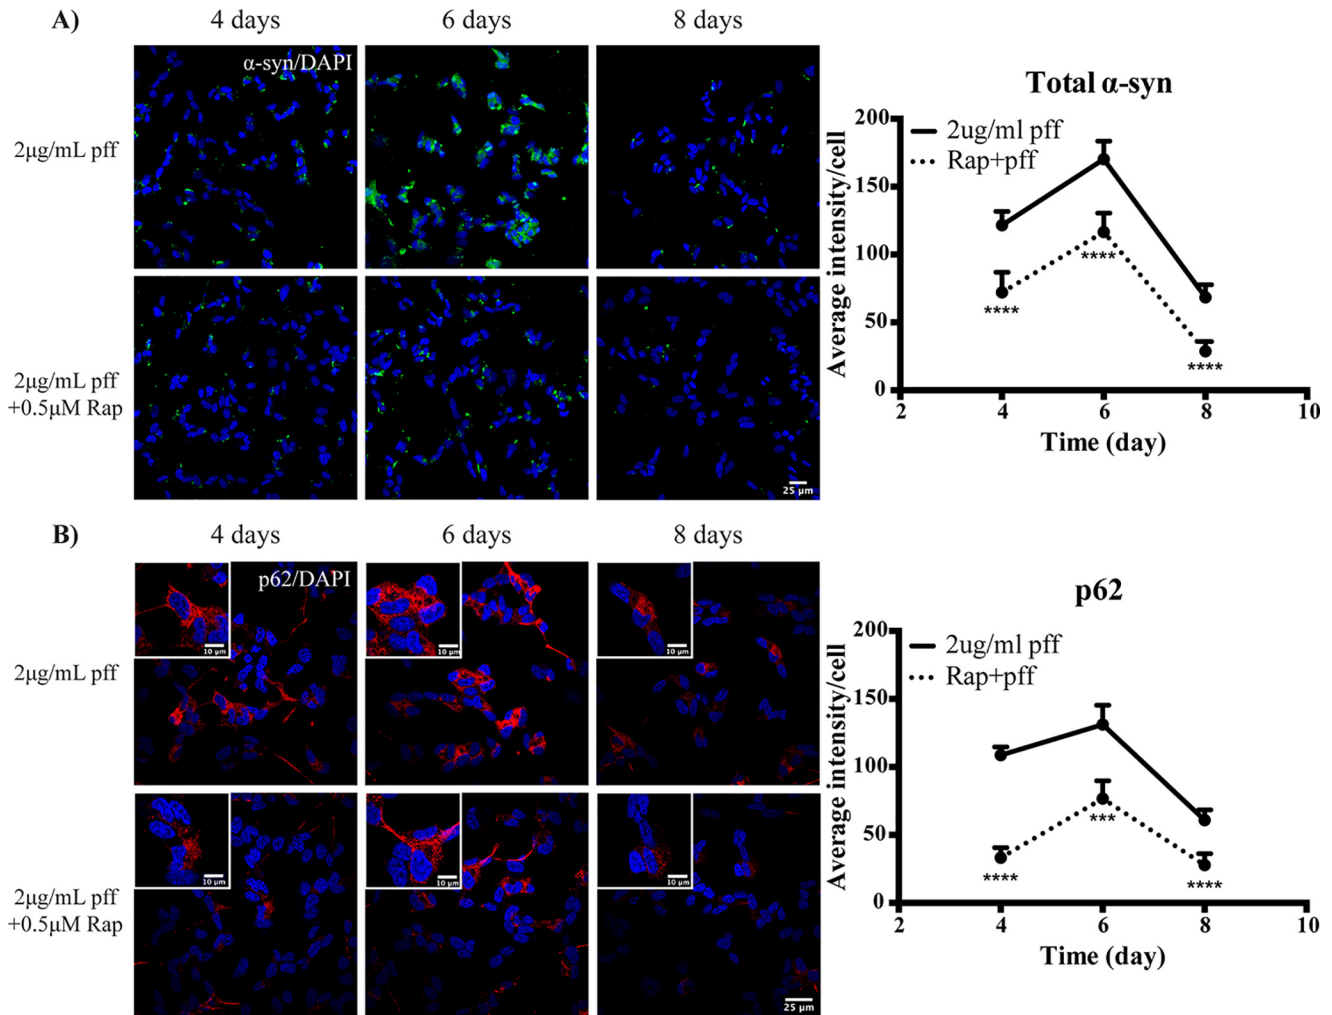 A)
4 days
6 days
8 days
α-syn/DAPI
2µg/mL pff
2µg/mL pff
+0.5µM Rap
25 µm
Total α-syn
Average intensity/cell
200
150
100
50
0
2ug/ml pff
Rap+pff
****
****
****
2
4
6
8
10
Time (day)
B)
4 days
6 days
8 days
p62/DAPI
10 µm
10 µm
10 µm
2µg/mL pff
10 µm
10 µm
10 µm
2µg/mL pff
+0.5µM Rap
25 µm
p62
Average intensity/cell
200
150
100
50
0
2ug/ml pff
Rap+pff
****
***
****
2
4
6
8
10
Time (day)